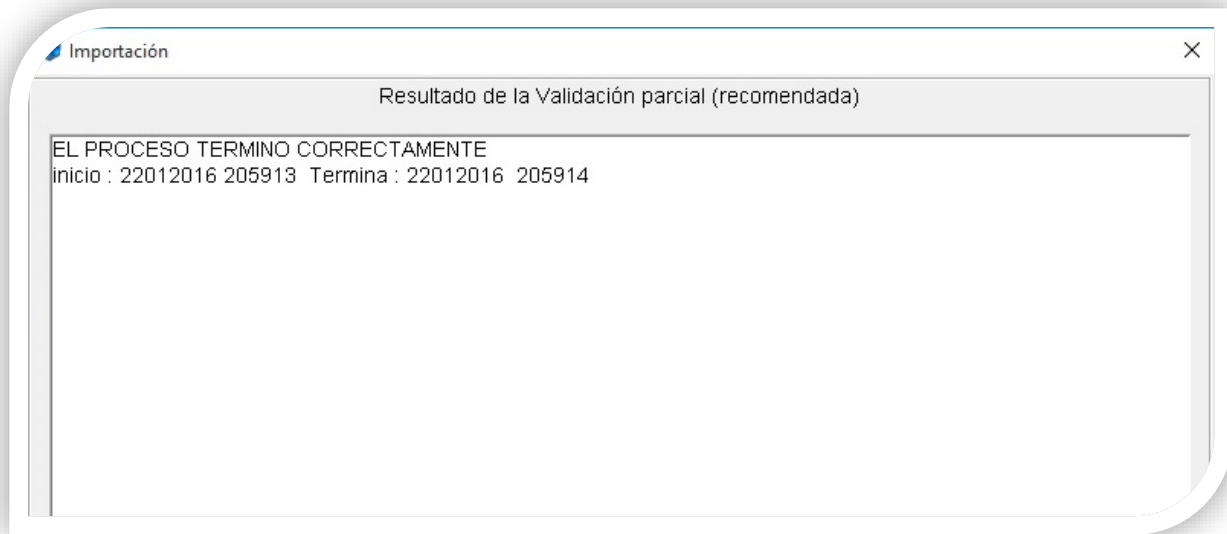 Importación
Resultado de la Validación parcial (recomendada)
EL PROCESO TERMINO CORRECTAMENTE
inicio : 22012016 205913  Termina : 22012016  205914